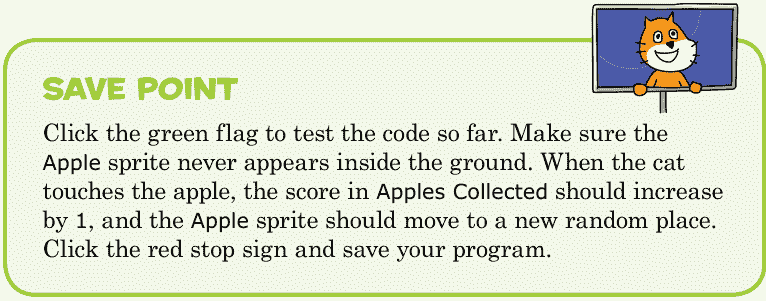 SAVE POINT
Click the green flag to test the code so far. Make sure the
Apple sprite never appears inside the ground. When the cat
touches the apple, the score in Apples Collected should increase
by 1, and the Apple sprite should move to a new random place.
Click the red stop sign and save your program.